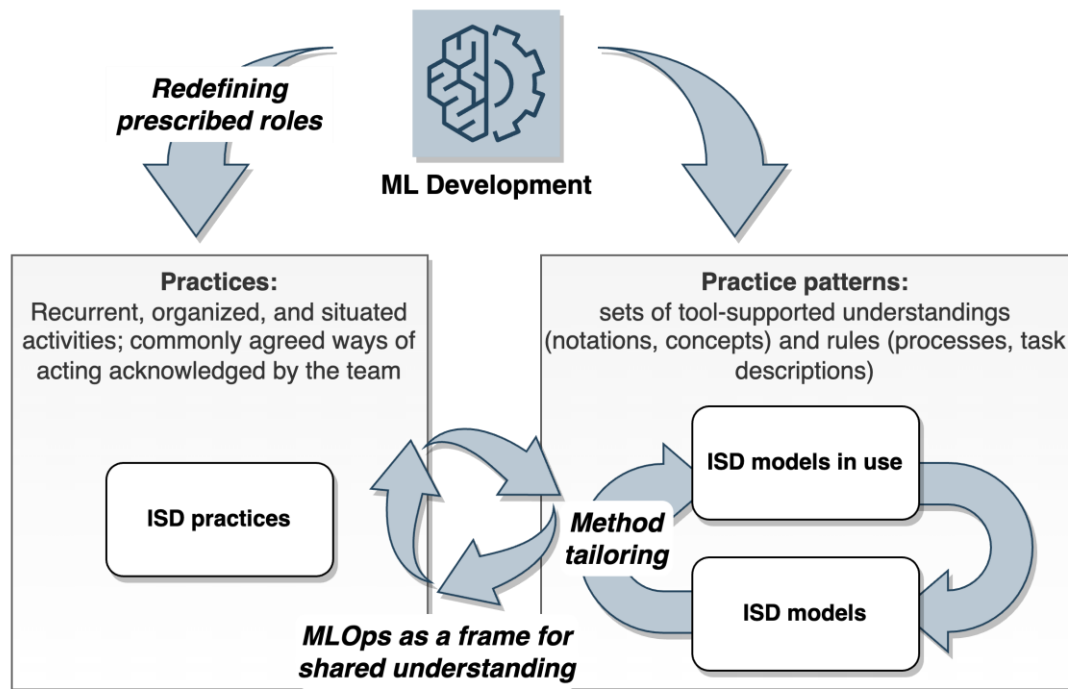 Redefining
prescribed roles
ML Development
Practices:
Recurrent, organized, and situated
activities; commonly agreed ways of
acting acknowledged by the team
ISD practices
Practice patterns:
sets of tool-supported understandings
(notations, concepts) and rules (processes, task
descriptions)
ISD models in use
Method
tailoring
ISD models
MLOps as a frame for
shared understanding